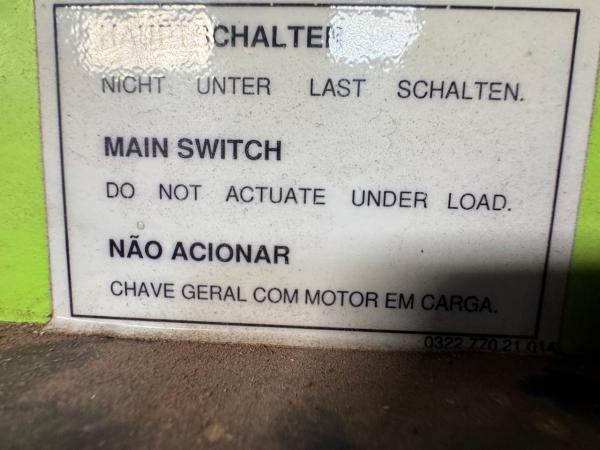 HAUPTSCHALTER
NICHT UNTER LAST SCHALTEN.
MAIN SWITCH
DO NOT ACTUATE UNDER LOAD.
NÃO ACIONAR
CHAVE GERAL COM MOTOR EM CARGA.
0322 770 21 014